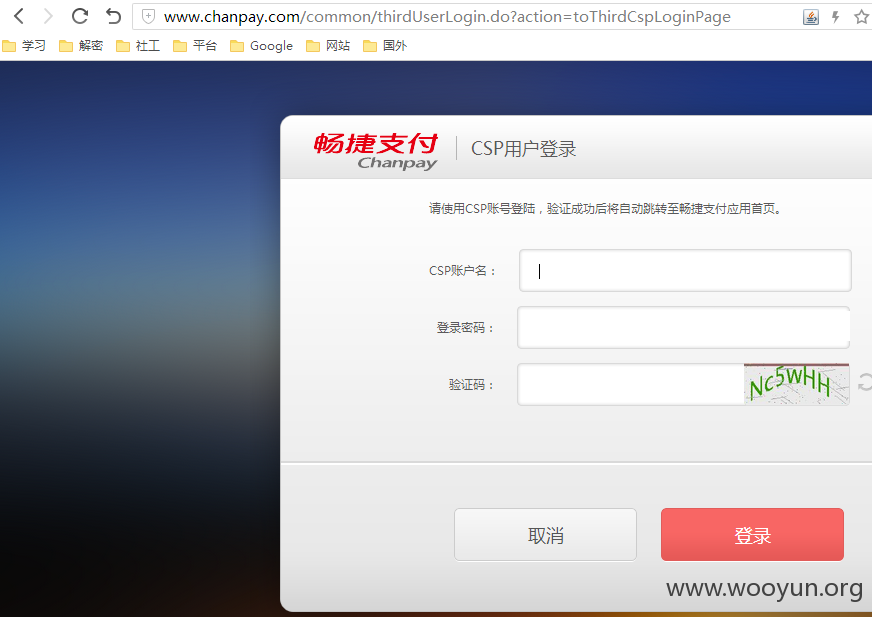 www.chanpay.com/common/thirdUserLogin.do?action=toThirdCspLoginPage
学习 解密 社工 平台 Google 网站 国外
畅捷支付 CSP用户登录
Chanpay
请使用CSP账号登陆，验证成功后将自动跳转至畅捷支付应用首页。
CSP账户名：
登录密码：
验证码： Nc5WHH
取消 登录
www.wooyun.org